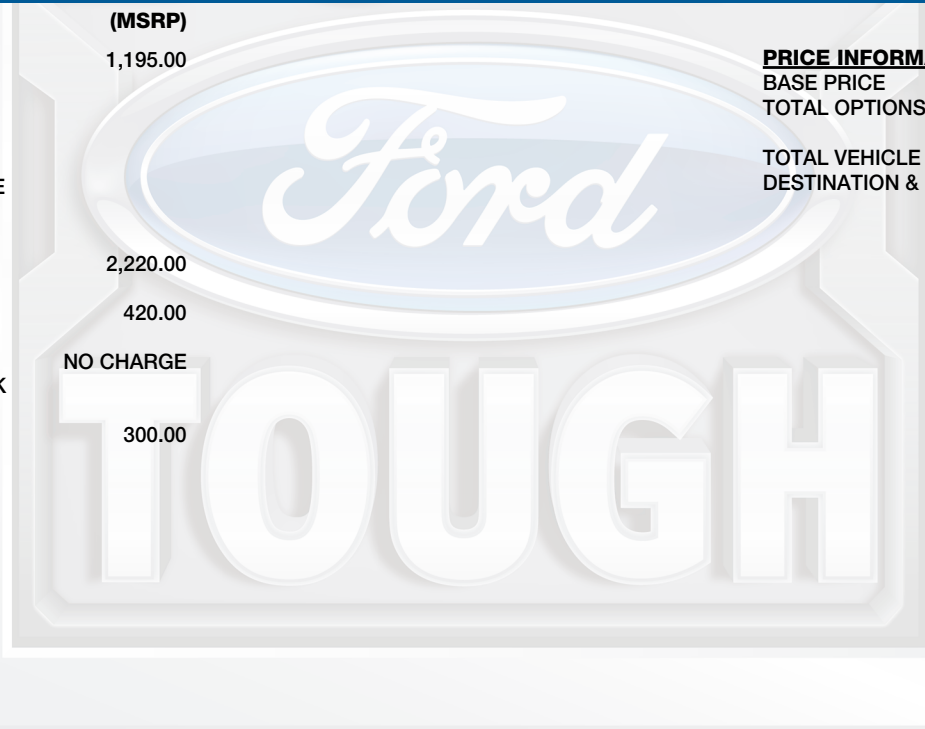 (MSRP)
1,195.00
E
2,220.00
420.00
NO CHARGE
K
300.00
PRICE INFORMA
BASE PRICE
TOTAL OPTIONS
TOTAL VEHICLE
DESTINATION &
Ford
TOUGH